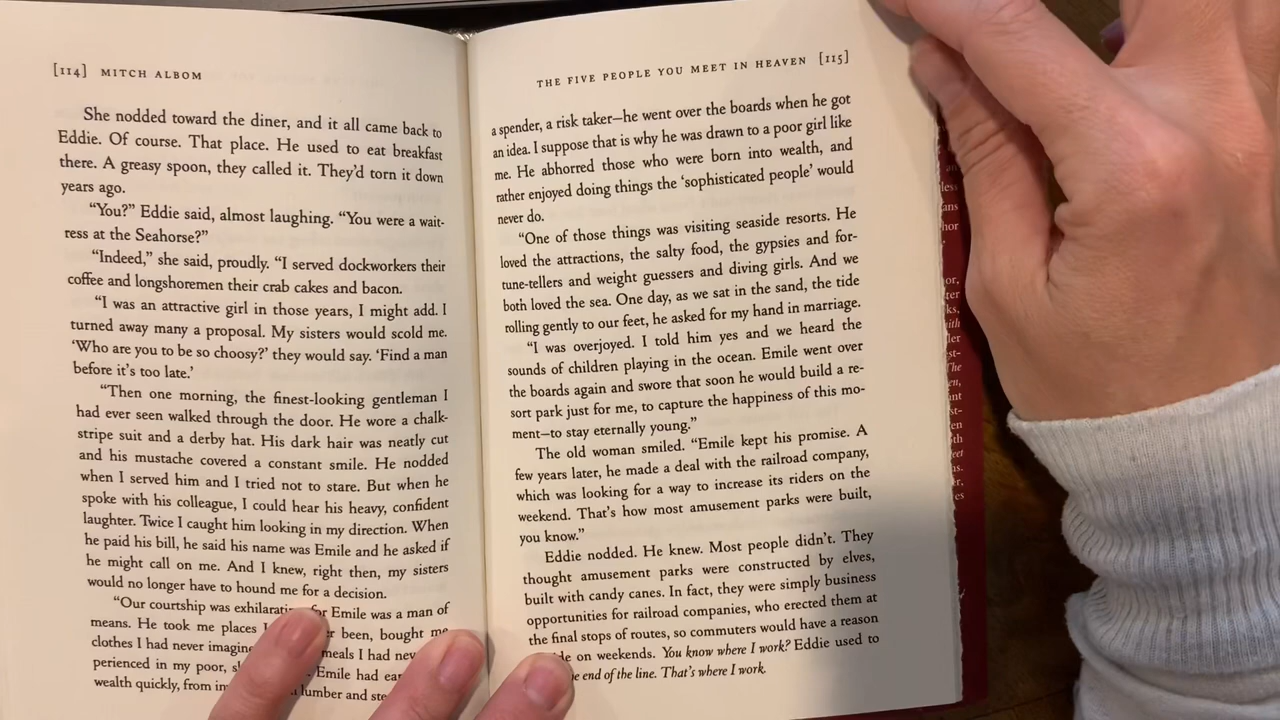 [114] MITCH ALBOM
She nodded toward the diner, and it all came back to
Eddie. Of course. That place. He used to eat breakfast
there. A greasy spoon, they called it. They'd torn it down
years ago.
"You?" Eddie said, almost laughing. "You were a wait-
ress at the Seahorse?"
"Indeed," she said, proudly. "I served dockworkers their
coffee and longshoremen their crab cakes and bacon.
"I was an attractive girl in those years, I might add. I
turned away many a proposal. My sisters would scold me.
'Who are you to be so choosy?' they would say. 'Find a man
before it's too late.'
"Then one morning, the finest-looking gentleman I
had ever seen walked through the door. He wore a chalk-
stripe suit and a derby hat. His dark hair was neatly cut
and his mustache covered a constant smile. He nodded
when I served him and I tried not to stare. But when he
spoke with his colleague, I could hear his heavy, confident
laughter. Twice I caught him looking in my direction. When
he paid his bill, he said his name was Emile and he asked if
he might call on me. And I knew, right then, my sisters
would no longer have to hound me for a decision.
"Our courtship was for Emile was a man of
means. He took me places I been, bought me
clothes I had never meals I had
in my poor, Emile had
wealth quickly, from lumber and
THE FIVE PEOPLE YOU MEET IN HEAVEN [115]
a spender, a risk taker—he went over the boards when he got
an idea. I suppose that is why he was drawn to a poor girl like
me. He abhorred those who were born into wealth, and
rather enjoyed doing things the 'sophisticated people' would
never do.
"One of those things was visiting seaside resorts. He
loved the attractions, the salty food, the gypsies and for-
tune-tellers and weight guessers and diving girls. And we
both loved the sea. One day, as we sat in the sand, the tide
rolling gently to our feet, he asked for my hand in marriage.
"I was overjoyed. I told him yes and we heard the
sounds of children playing in the ocean. Emile went over
the boards again and swore that soon he would build a re-
sort park just for me, to capture the happiness of this mo-
ment—to stay eternally young."
The old woman smiled. "Emile kept his promise. A
few years later, he made a deal with the railroad company,
which was looking for a way to increase its riders on the
weekend. That's how most amusement parks were built,
you know."
Eddie nodded. He knew. Most people didn't. They
thought amusement parks were constructed by elves,
built with candy canes. In fact, they were simply business
opportunities for railroad companies, who erected them at
the final stops of routes, so commuters would have a reason
on weekends. You know where I work? Eddie used to
end of the line. That's where I work.